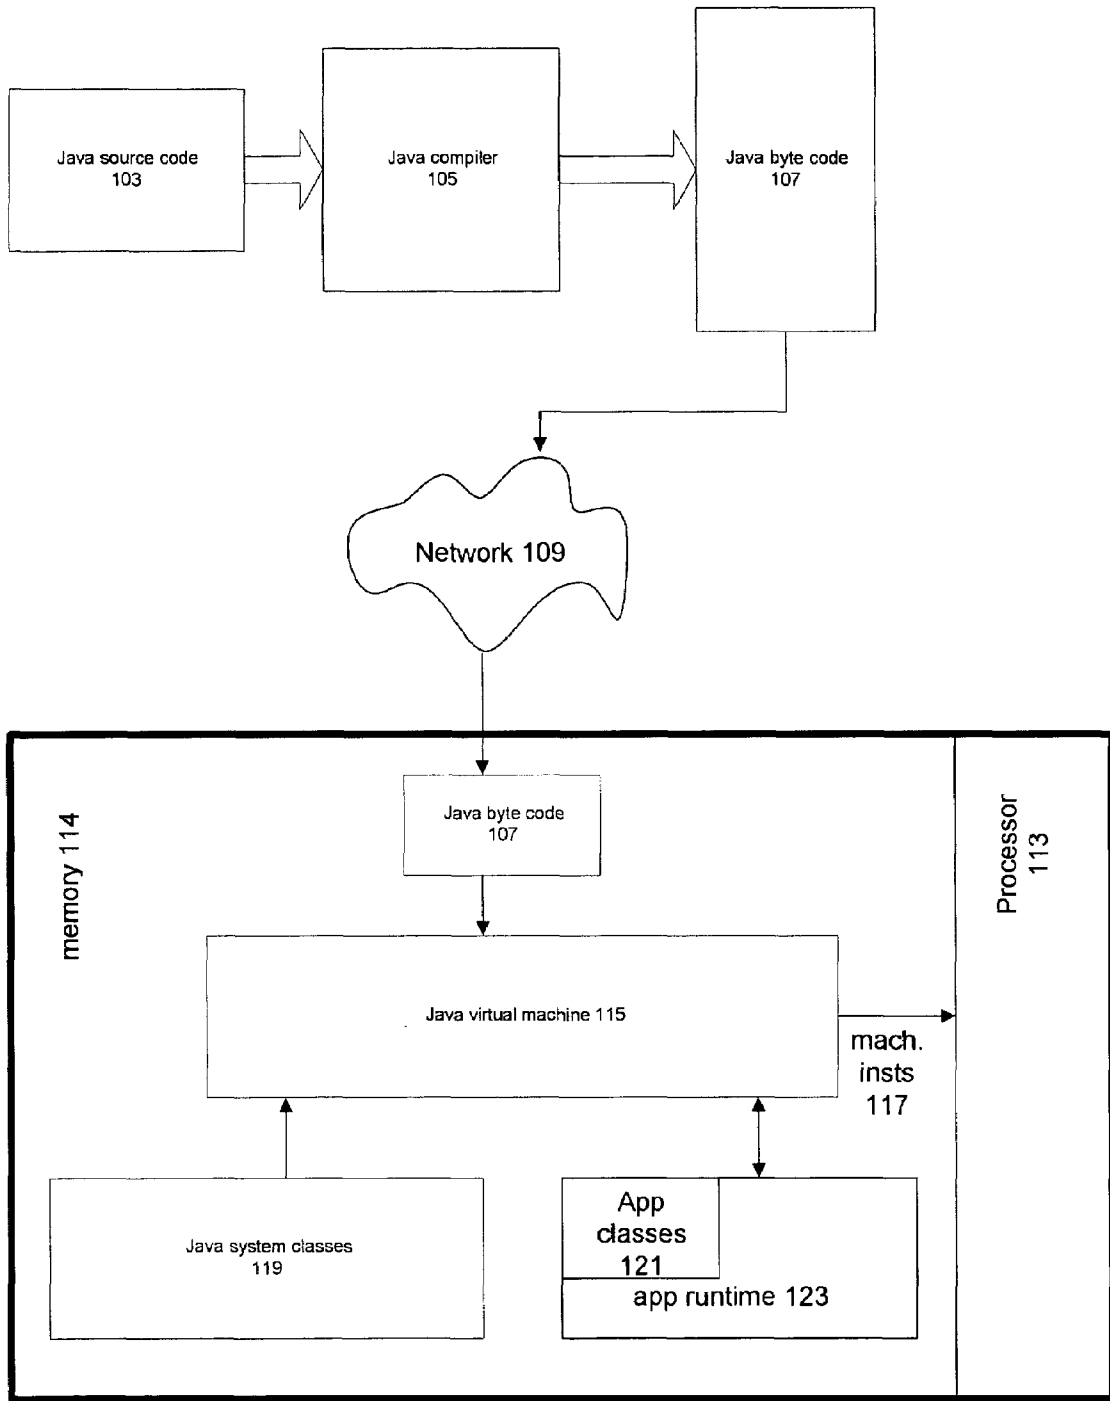 Java source code
103
Java compiler
105
Java byte code
107
Network 109
Java byte code
107
memory 114
Processor
113
Java virtual machine 115
mach.
insts
117
Java system classes
119
App
classes
121
app runtime 123